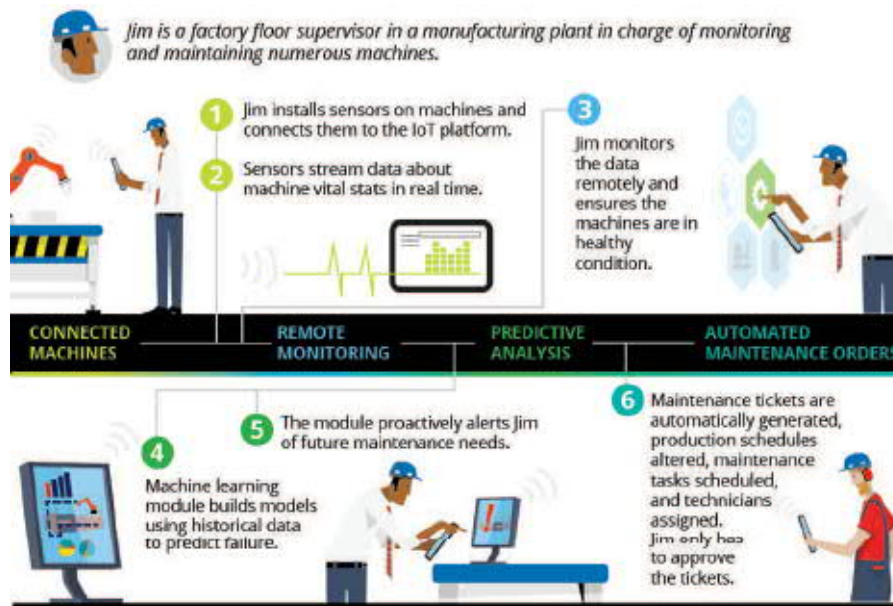 Jim is a factory floor supervisor in a manufacturing plant in charge of monitoring
and maintaining numerous machines.
1
Jim installs sensors on machines and
connects them to the IoT platform.
2
Sensors stream data about
machine vital stats in real time.
3
Jim monitors
the data
remotely and
ensures the
machines are in
healthy
condition.
CONNECTED
MACHINES
REMOTE
MONITORING
PREDICTIVE
ANALYSIS
AUTOMATED
MAINTENANCE ORDERS
4
Machine learning
module builds models
using historical data
to predict failure.
5
The module proactively alerts Jim
of future maintenance needs.
6
Maintenance tickets are
automatically generated,
production schedules
altered, maintenance
tasks scheduled,
and technicians
assigned.
Jim only has
to approve
the tickets.